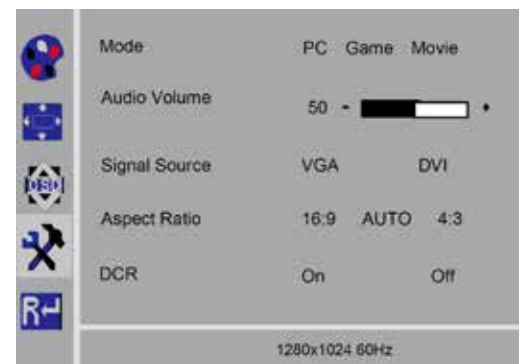 Mode PC Game Movie
Audio Volume 50 - +
Signal Source VGA DVI
OSD
Aspect Ratio 16:9 AUTO 4:3
DCR On Off
R
1280x1024 60Hz